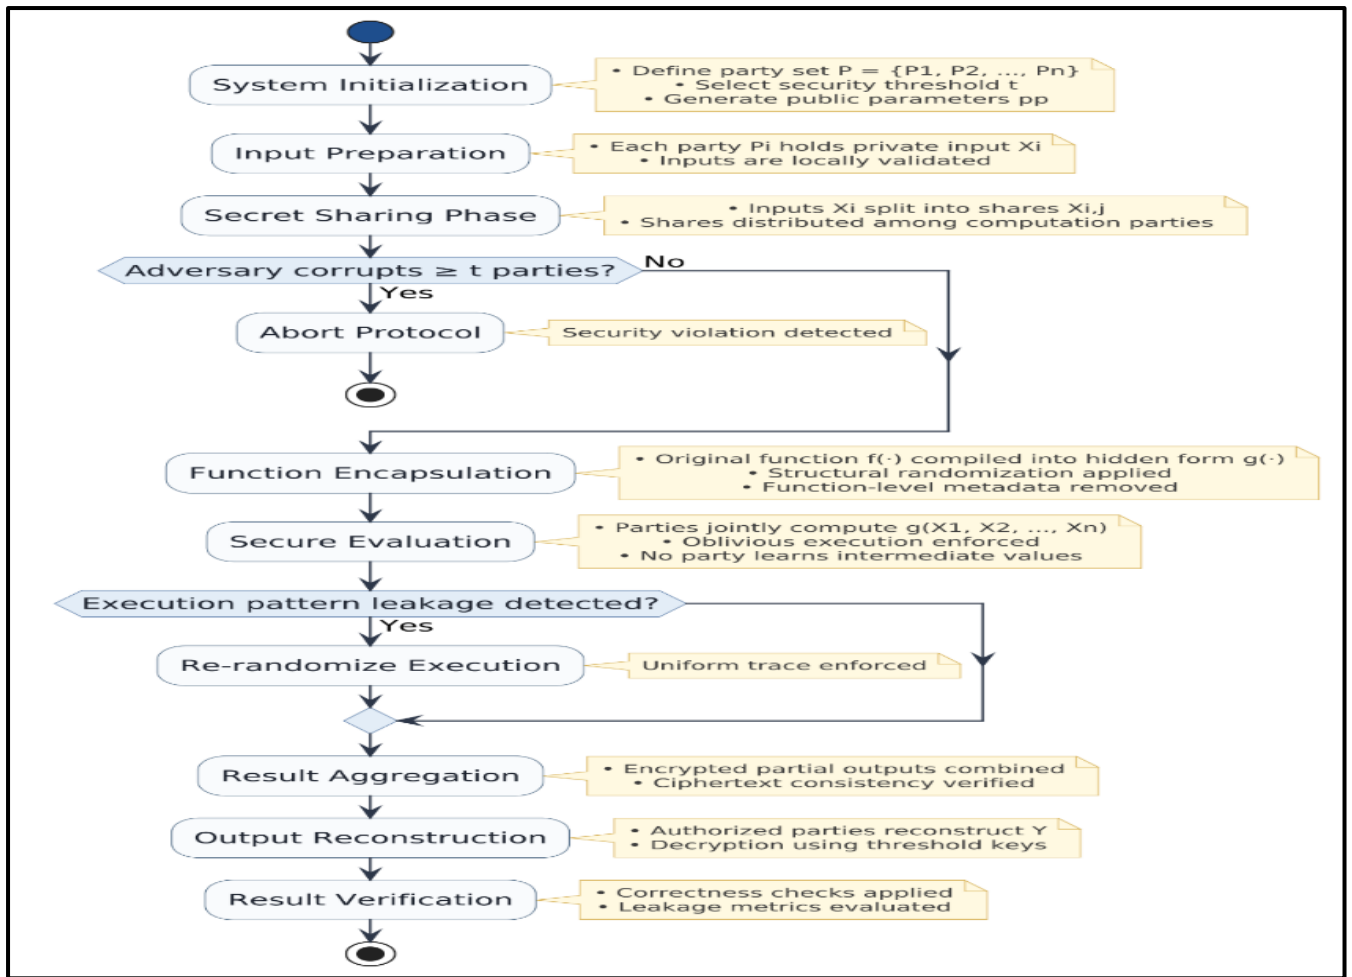 System Initialization
• Define party set P = {P1, P2, ..., Pn}
• Select security threshold t
• Generate public parameters pp
Input Preparation
• Each party Pi holds private input Xi
• Inputs are locally validated
Secret Sharing Phase
• Inputs Xi split into shares Xi,j
• Shares distributed among computation parties
Adversary corrupts ≥ t parties?
No
Yes
Abort Protocol
Security violation detected
Function Encapsulation
• Original function f(·) compiled into hidden form g(·)
• Structural randomization applied
• Function-level metadata removed
Secure Evaluation
• Parties jointly compute g(X1, X2, ..., Xn)
• Oblivious execution enforced
• No party learns intermediate values
Execution pattern leakage detected?
Yes
Re-randomize Execution
Uniform trace enforced
Result Aggregation
• Encrypted partial outputs combined
• Ciphertext consistency verified
Output Reconstruction
• Authorized parties reconstruct Y
• Decryption using threshold keys
Result Verification
• Correctness checks applied
• Leakage metrics evaluated